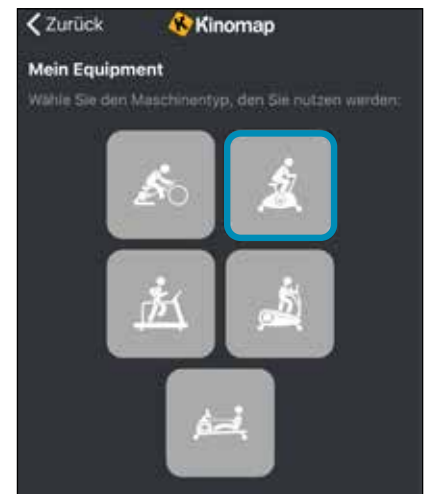 Zurück
Kinomap
Mein Equipment
Wähle Sie den Maschinentyp, den Sie nutzen werden: